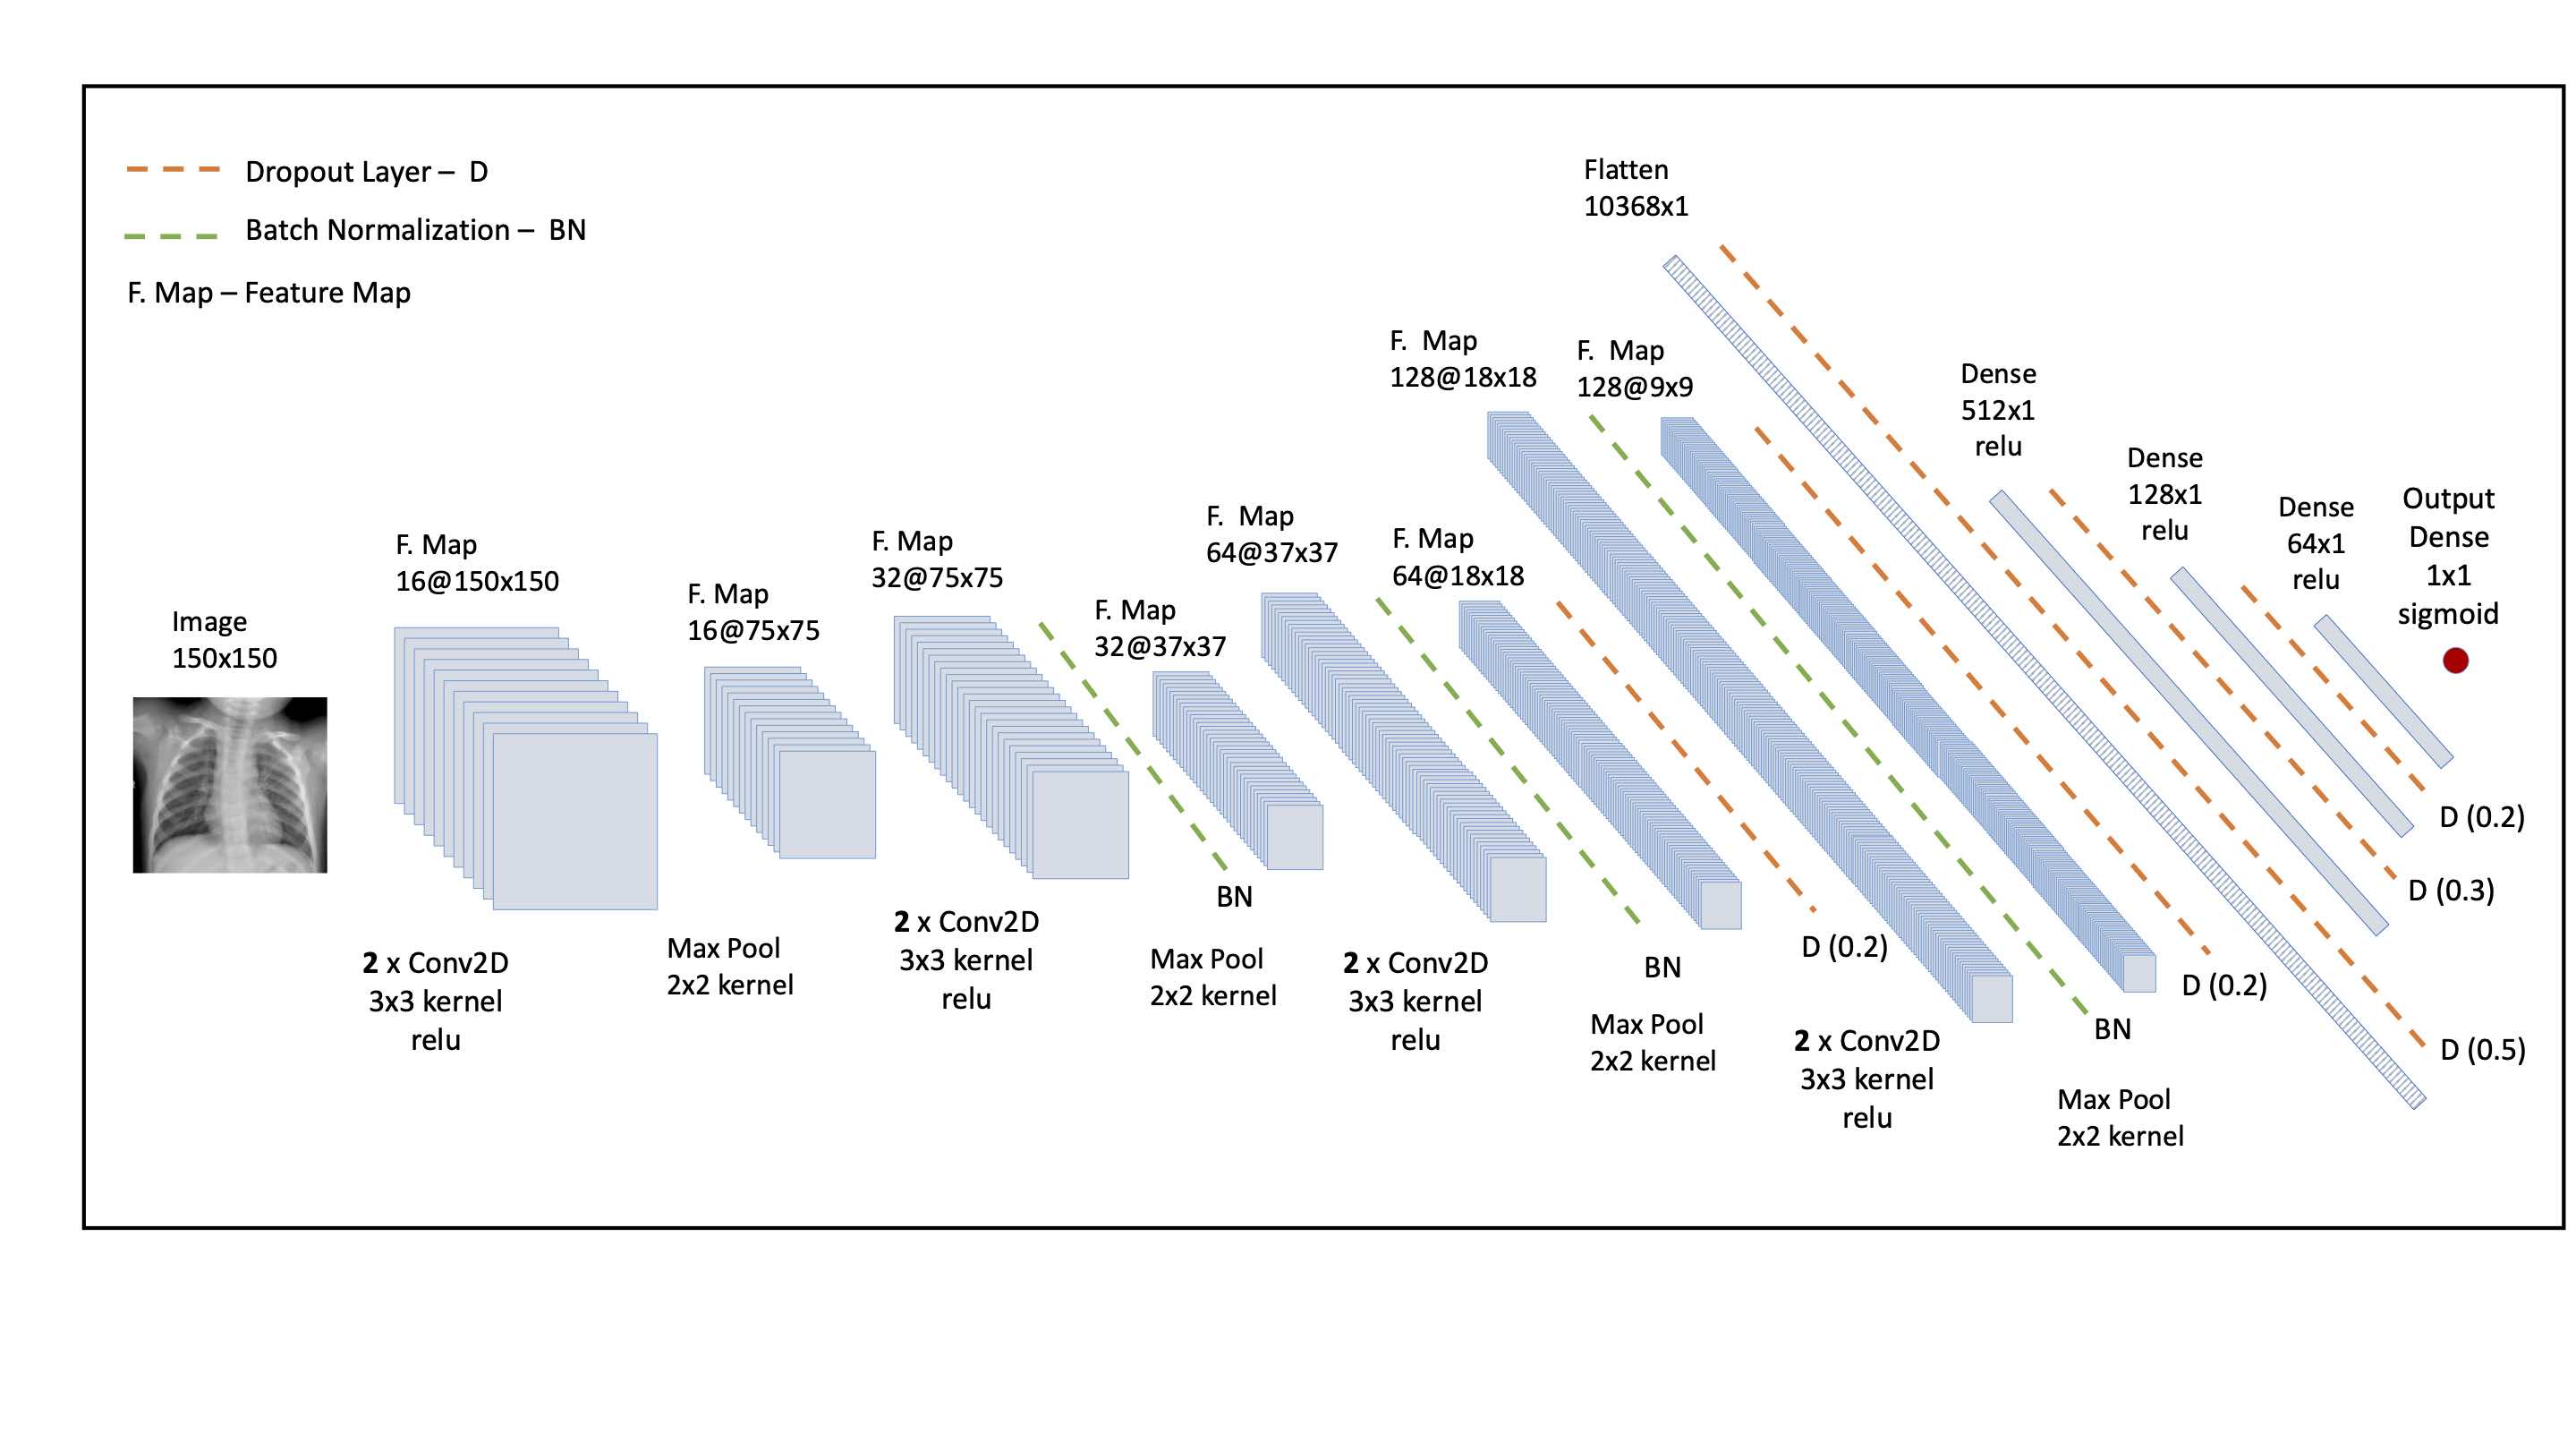 Dropout Layer – D
Batch Normalization – BN
F. Map – Feature Map
Image
150x150
F. Map
16@150x150
2 x Conv2D
3x3 kernel
relu
F. Map
16@75x75
Max Pool
2x2 kernel
F. Map
32@75x75
2 x Conv2D
3x3 kernel
relu
BN
F. Map
32@37x37
Max Pool
2x2 kernel
F. Map
64@37x37
2 x Conv2D
3x3 kernel
relu
BN
F. Map
64@18x18
Max Pool
2x2 kernel
D (0.2)
F. Map
128@18x18
2 x Conv2D
3x3 kernel
relu
BN
F. Map
128@9x9
Max Pool
2x2 kernel
D (0.2)
Flatten
10368x1
D (0.5)
Dense
512x1
relu
D (0.3)
Dense
128x1
relu
D (0.2)
Dense
64x1
relu
Output
Dense
1x1
sigmoid